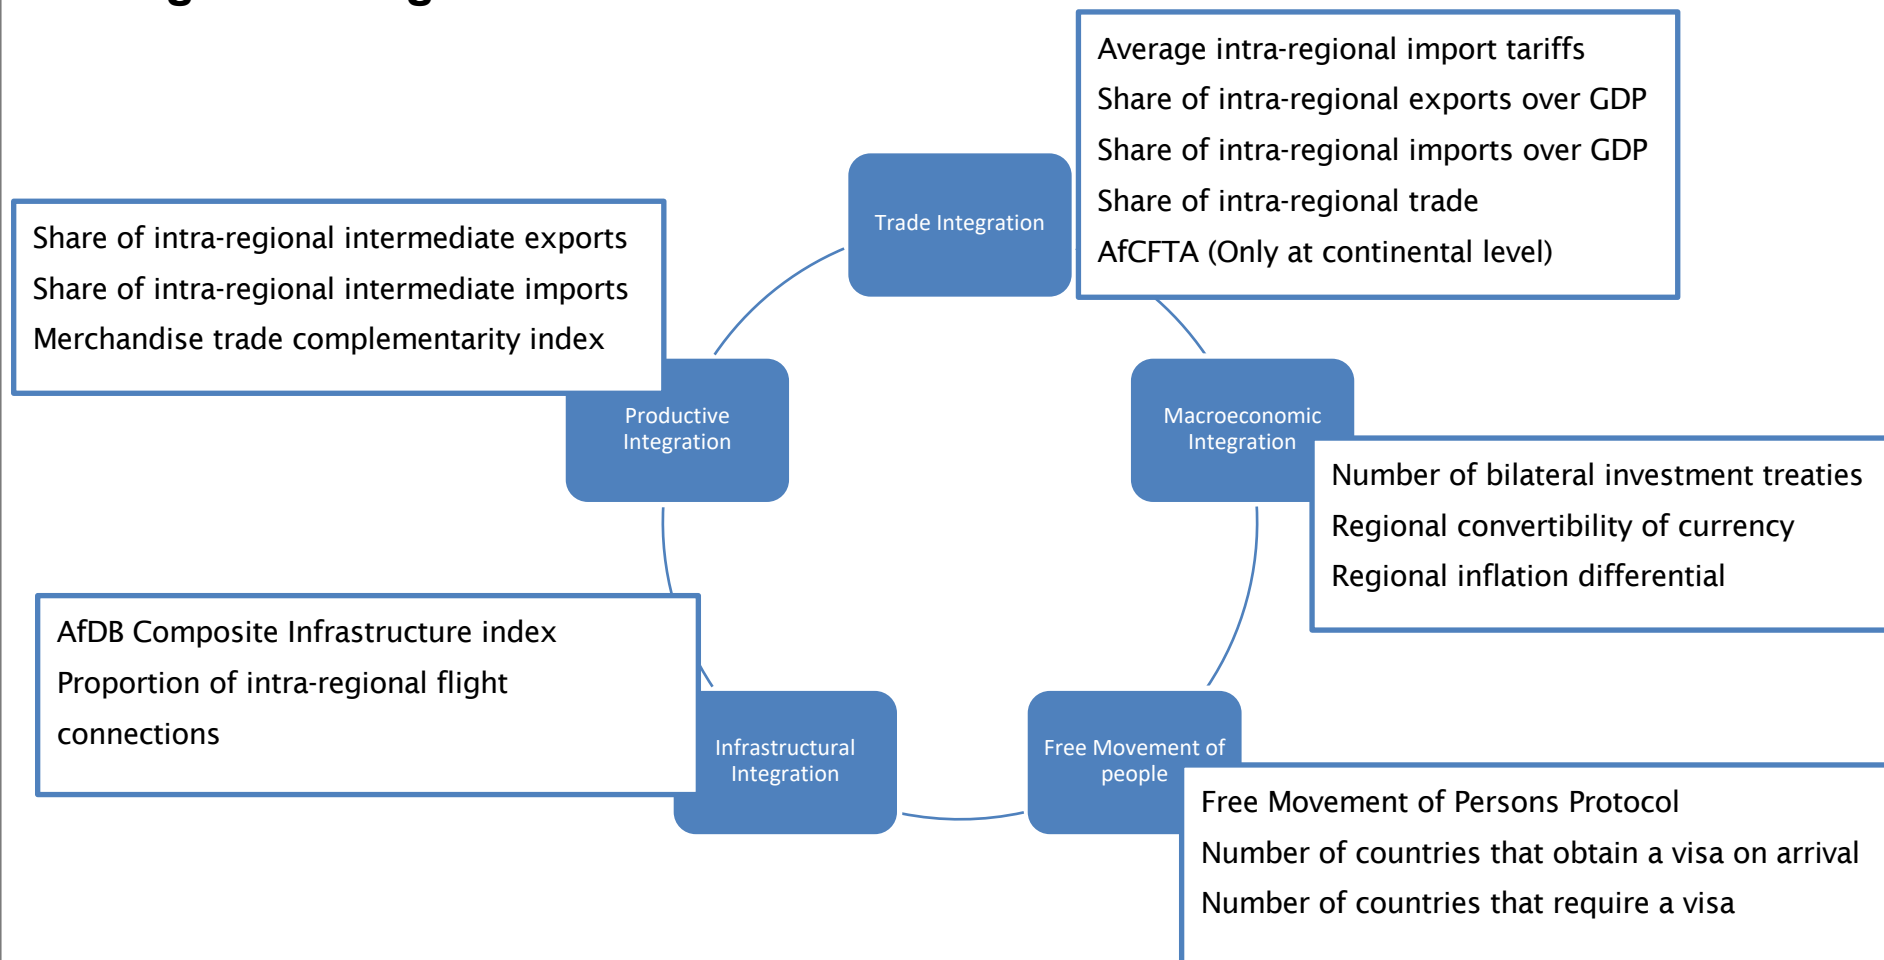 Average intra-regional import tariffs
Share of intra-regional exports over GDP
Share of intra-regional imports over GDP
Share of intra-regional trade
AfCFTA (Only at continental level)
Trade Integration
Share of intra-regional intermediate exports
Share of intra-regional intermediate imports
Merchandise trade complementarity index
Productive
Integration
Macroeconomic
Integration
Number of bilateral investment treaties
Regional convertibility of currency
Regional inflation differential
AfDB Composite Infrastructure index
Proportion of intra-regional flight
connections
Infrastructural
Integration
Free Movement of
people
Free Movement of Persons Protocol
Number of countries that obtain a visa on arrival
Number of countries that require a visa